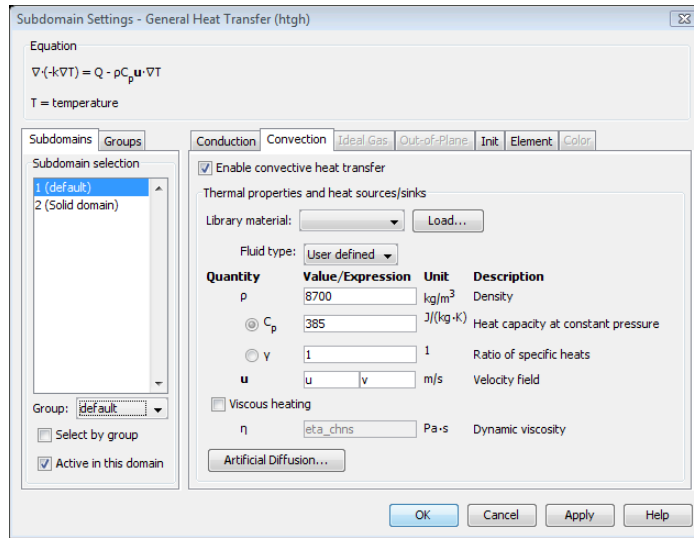 Subdomain Settings - General Heat Transfer (htgh)
Equation
∇·(-k∇T) = Q - ρCpu·∇T
T = temperature
Subdomains Groups
Subdomain selection
1 (default)
2 (Solid domain)
Group: default
Select by group
Active in this domain
Conduction Convection Ideal Gas Out-of-Plane Init Element Color
Enable convective heat transfer
Thermal properties and heat sources/sinks
Library material: Load...
Fluid type: User defined
Quantity Value/Expression Unit Description
ρ 8700 kg/m³ Density
Cp 385 J/(kg·K) Heat capacity at constant pressure
γ 1 1 Ratio of specific heats
u u v m/s Velocity field
Viscous heating
η eta_chns Pa·s Dynamic viscosity
Artificial Diffusion...
OK Cancel Apply Help